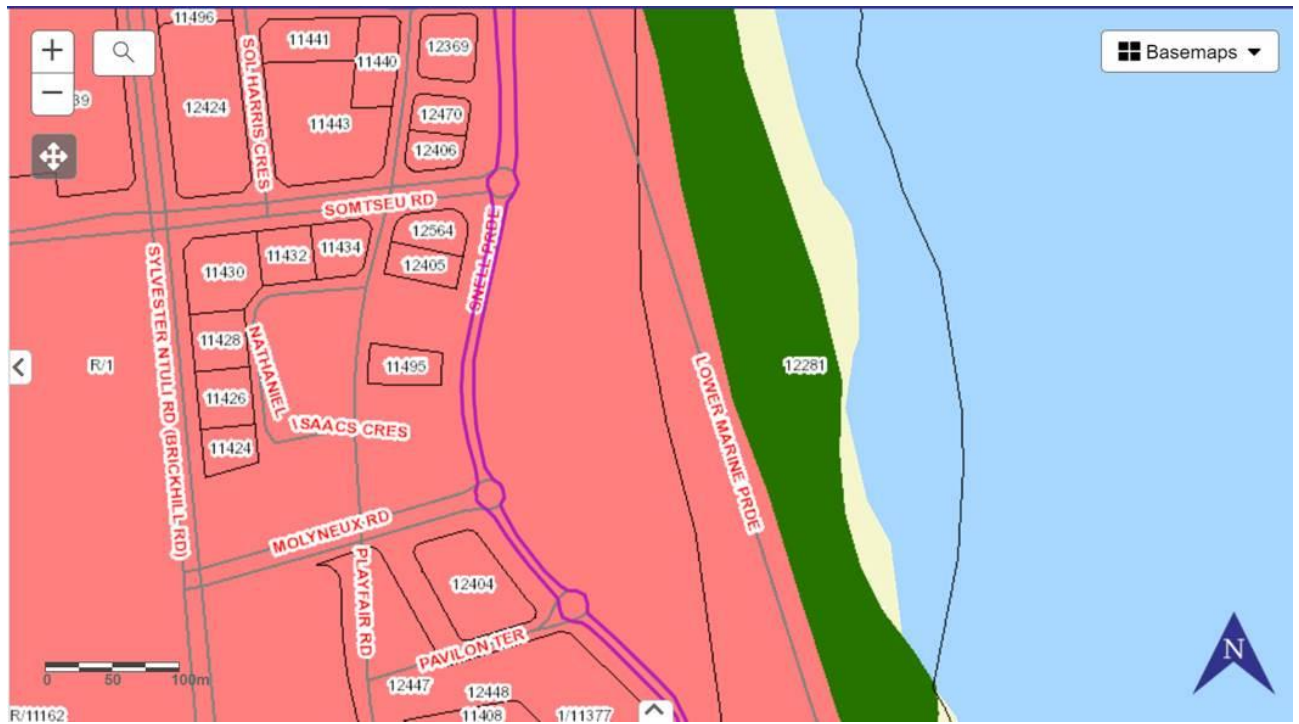 11496
11441
11440
12369
Basemaps
39
12424
SOL HARRIS CRES
11443
12470
12406
SOMTSEU RD
SNELL PRDE
12564
12405
11430
11432
11434
SYLVESTER NTULI RD (BRICKHILL RD)
R/1
11428
NATHANIEL
ISAACS CRES
11495
12281
LOWER MARINE PRDE
11426
11424
MOLYNEUX RD
PLAYFAIR RD
12404
PAVILON TER
N
0 50 100m
12447
12448
R/11162
11408
1/11377